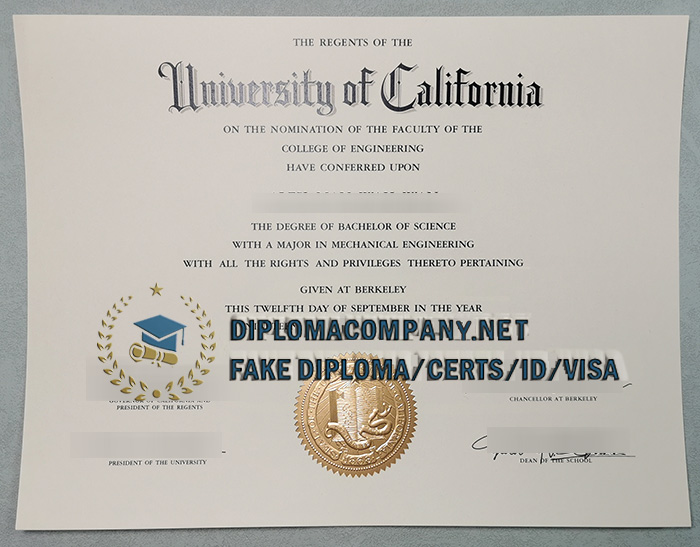 THE REGENTS OF THE
University of California
ON THE NOMINATION OF THE FACULTY OF THE
COLLEGE OF ENGINEERING
HAVE CONFERRED UPON
THE DEGREE OF BACHELOR OF SCIENCE
WITH A MAJOR IN MECHANICAL ENGINEERING
WITH ALL THE RIGHTS AND PRIVILEGES THERETO PERTAINING
GIVEN AT BERKELEY
THIS TWELFTH DAY OF SEPTEMBER IN THE YEAR
DIPLOMACOMPANY.NET
FAKE DIPLOMA/CERTS/ID/VISA
PRESIDENT OF THE REGENTS
CHANCELLOR AT BERKELEY
PRESIDENT OF THE UNIVERSITY
DEAN OF THE SCHOOL